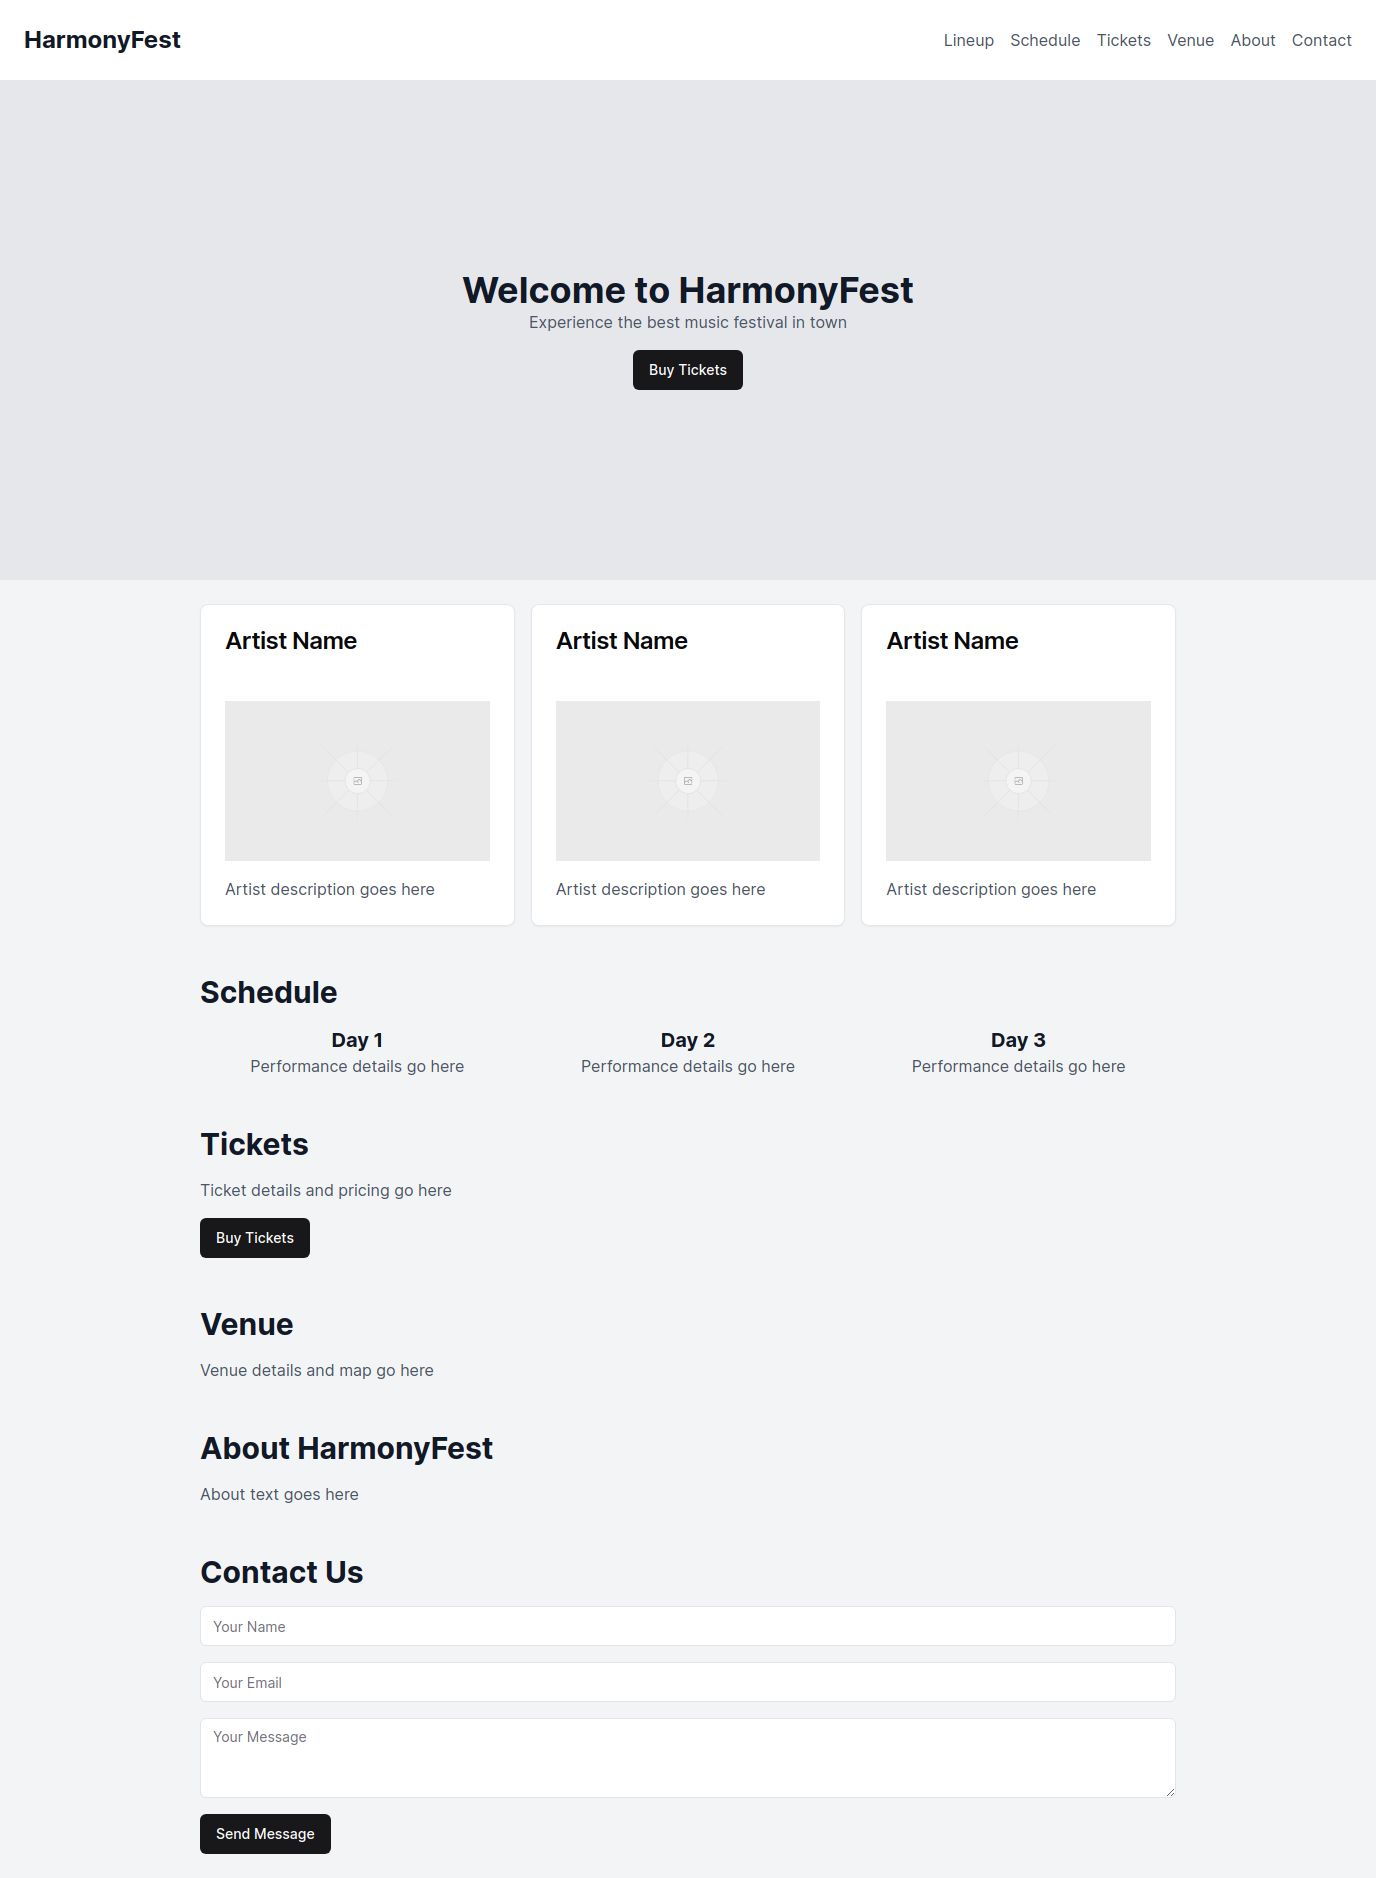 HarmonyFest
Lineup Schedule Tickets Venue About Contact
Welcome to HarmonyFest
Experience the best music festival in town
Buy Tickets
Artist Name
Artist description goes here
Artist Name
Artist description goes here
Artist Name
Artist description goes here
Schedule
Day 1
Performance details go here
Day 2
Performance details go here
Day 3
Performance details go here
Tickets
Ticket details and pricing go here
Buy Tickets
Venue
Venue details and map go here
About HarmonyFest
About text goes here
Contact Us
Your Name
Your Email
Your Message
Send Message